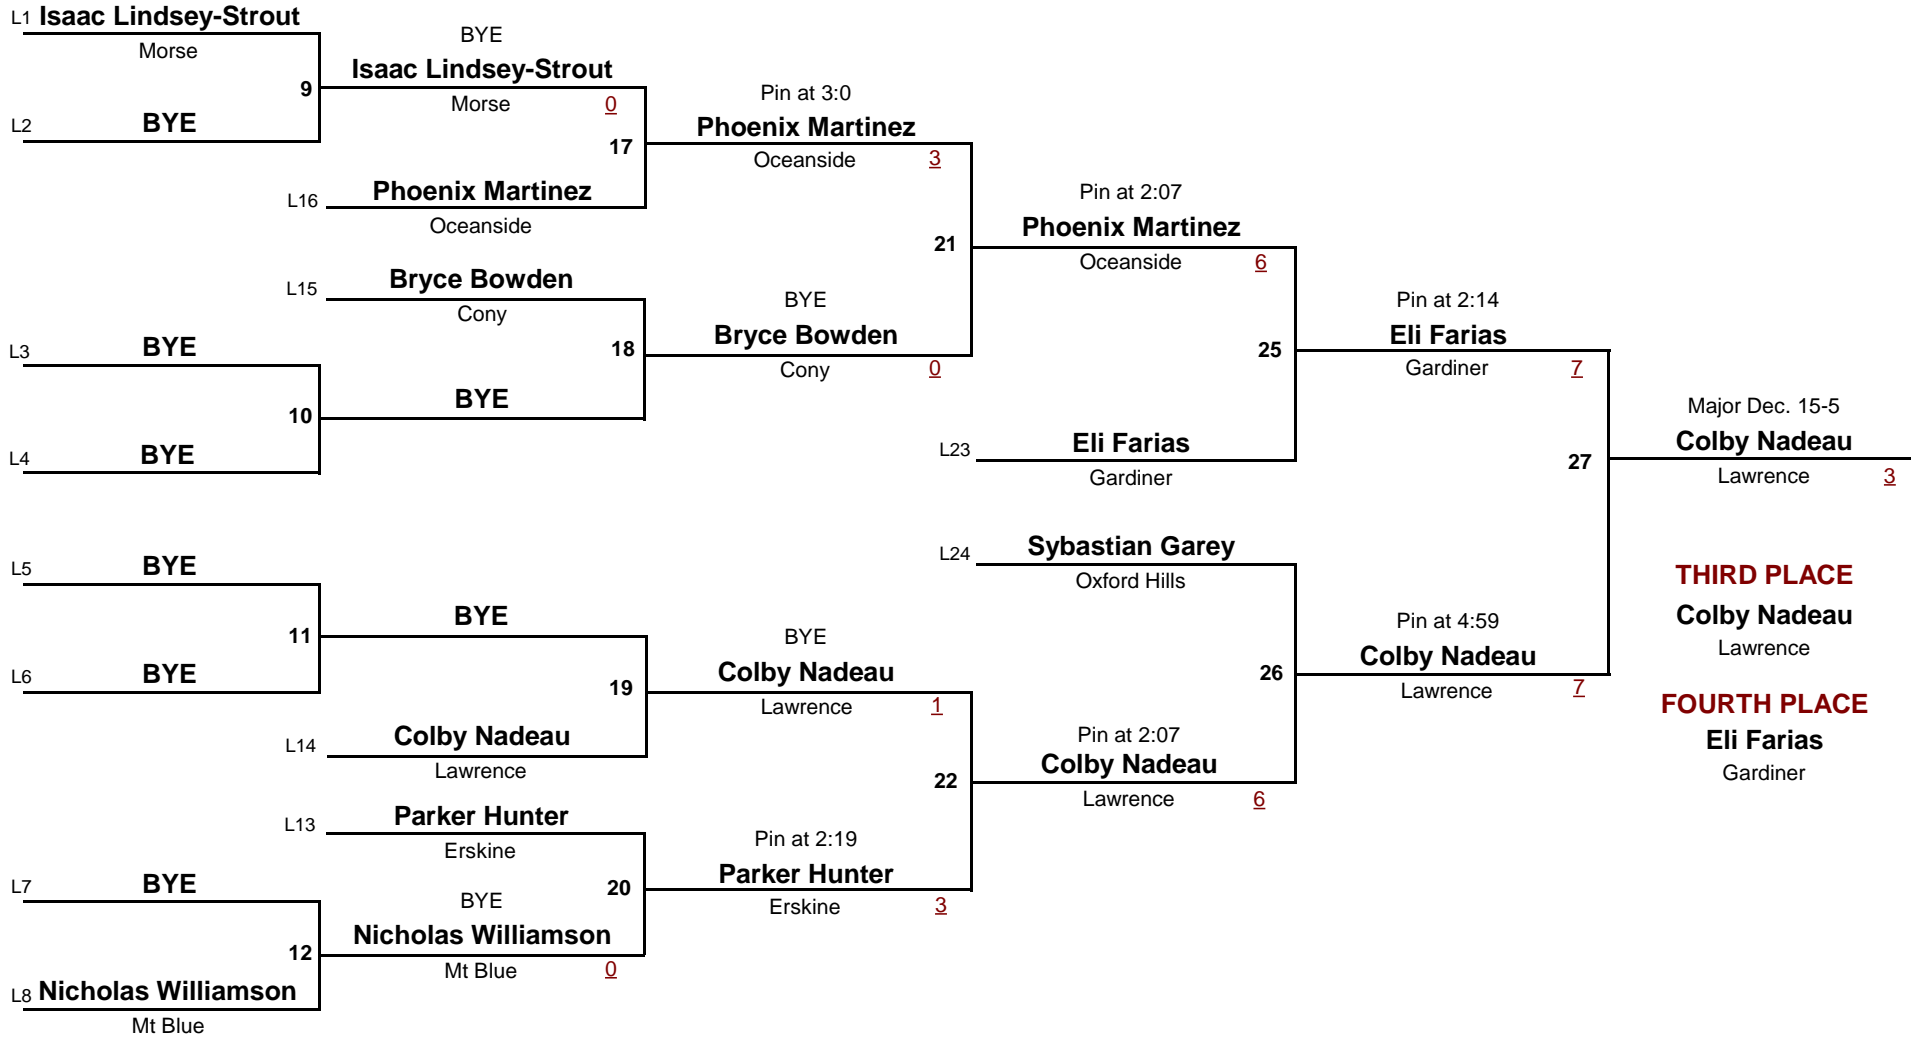 L1 Isaac Lindsey-Strout
Morse
9
L2 BYE
BYE
Isaac Lindsey-Strout
Morse 0
17
L16 Phoenix Martinez
Oceanside
Pin at 3:0
Phoenix Martinez
Oceanside 3
L15 Bryce Bowden
Cony
18
L3 BYE
10
L4 BYE
BYE
BYE
Bryce Bowden
Cony 0
21
Pin at 2:07
Phoenix Martinez
Oceanside 6
25
L23 Eli Farias
Gardiner
Pin at 2:14
Eli Farias
Gardiner 7
27
Major Dec. 15-5
Colby Nadeau
Lawrence 3
L5 BYE
11
L6 BYE
BYE
19
L14 Colby Nadeau
Lawrence
BYE
Colby Nadeau
Lawrence 1
22
L13 Parker Hunter
Erskine
20
L7 BYE
12
L8 Nicholas Williamson
Mt Blue
BYE
Nicholas Williamson
Mt Blue 0
Pin at 2:19
Parker Hunter
Erskine 3
L24 Sybastian Garey
Oxford Hills
26
Pin at 2:07
Colby Nadeau
Lawrence 6
Pin at 4:59
Colby Nadeau
Lawrence 7
THIRD PLACE
Colby Nadeau
Lawrence
FOURTH PLACE
Eli Farias
Gardiner